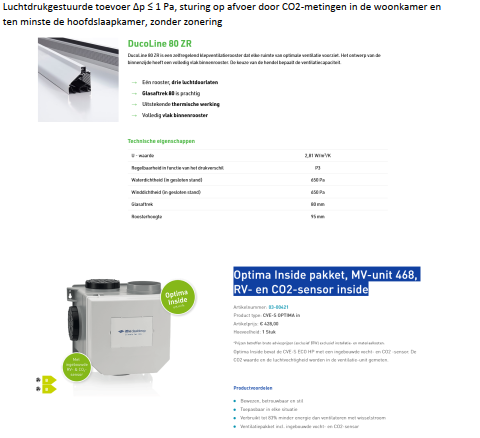 Luchtdrukgestuurde toevoer Δp ≤ 1 Pa, sturing op afvoer door CO2-metingen in de woonkamer en
ten minste de hoofdslaapkamer, zonder zonering
DucoLine 80 ZR
DucoLine 80 ZR is een zelfregelend klepventilatierooster dat elke ruimte van optimale ventilatie voorziet. Het ontwerp van de
binnenzijde heeft een volledig vlak binnenrooster. De keuze van de hendel bepaalt de ventilatiecapaciteit.
→ Eén rooster, drie luchtdoorlaten
→ Glasaftrek 80 is prachtig
→ Uitstekende thermische werking
→ Volledig vlak binnenrooster
Technische eigenschappen
U - waarde 2,81 W/m²/K
Regelbaarheid in functie van het drukverschil P3
Waterdichtheid (in gesloten stand) 650 Pa
Winddichtheid (in gesloten stand) 650 Pa
Glasaftrek 80 mm
Roosterhoogte 95 mm
Optima Inside pakket, MV-unit 468,
RV- en CO2-sensor inside
Optima
Inside
Artikelnummer: 03-00421
Product type: CVE-S OPTIMA in
Artikelprijs: € 428,00
Hoeveelheid: 1 Stuk
Optima Inside bevat de CVE-S ECO HP met een ingebouwde vocht- en CO2-sensor. De
CO2 waarde en de luchtvochtigheid worden in de ventilatie-unit gemeten.
RV- & CO2-
sensor
Productvoordelen
• Bewezen, betrouwbaar en stil
• Toepasbaar in elke situatie
• Verbruikt tot 83% minder energie dan ventilatoren met wisselstroom
• Ventilatiepakket incl. ingebouwde vocht- en CO2-sensor